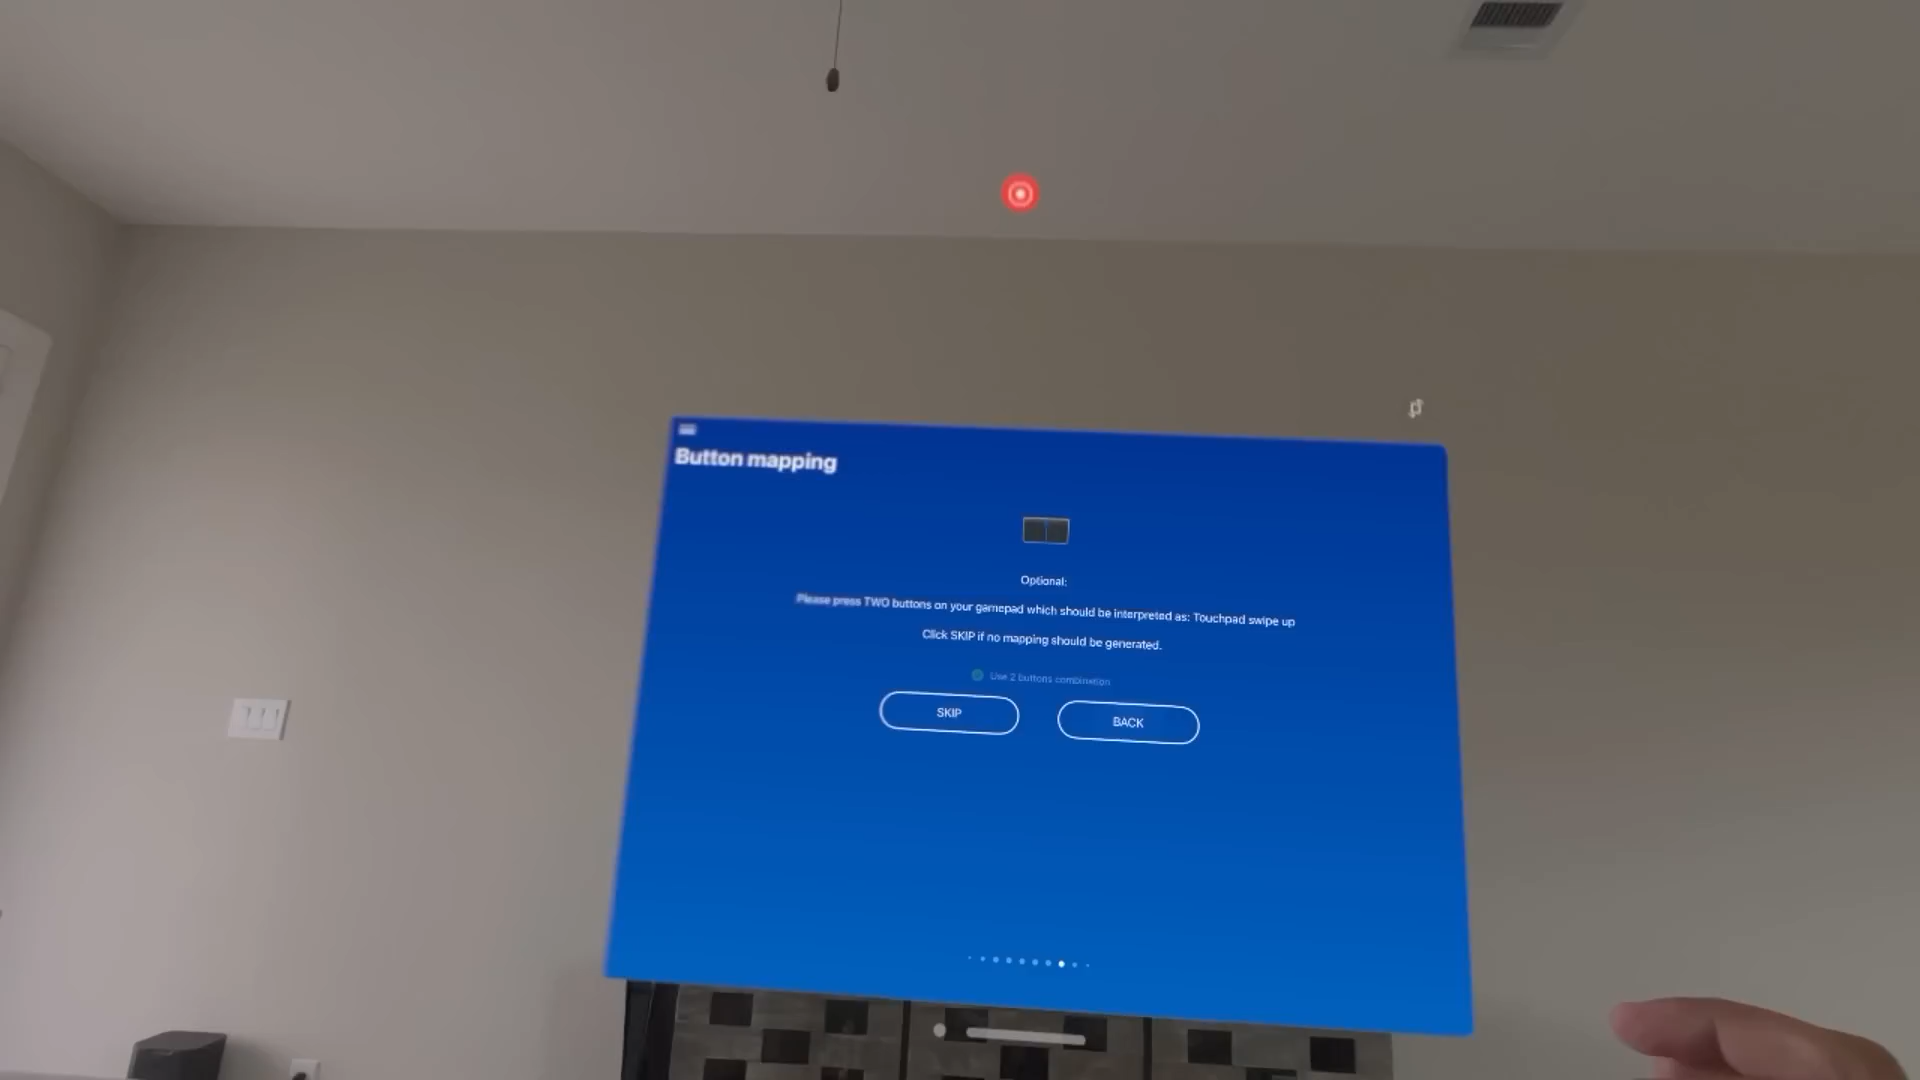 Button mapping
Optional:
Please press TWO buttons on your gamepad which should be interpreted as: Touchpad swipe up
Click SKIP if no mapping should be generated.
Use 2 buttons combination
SKIP
BACK